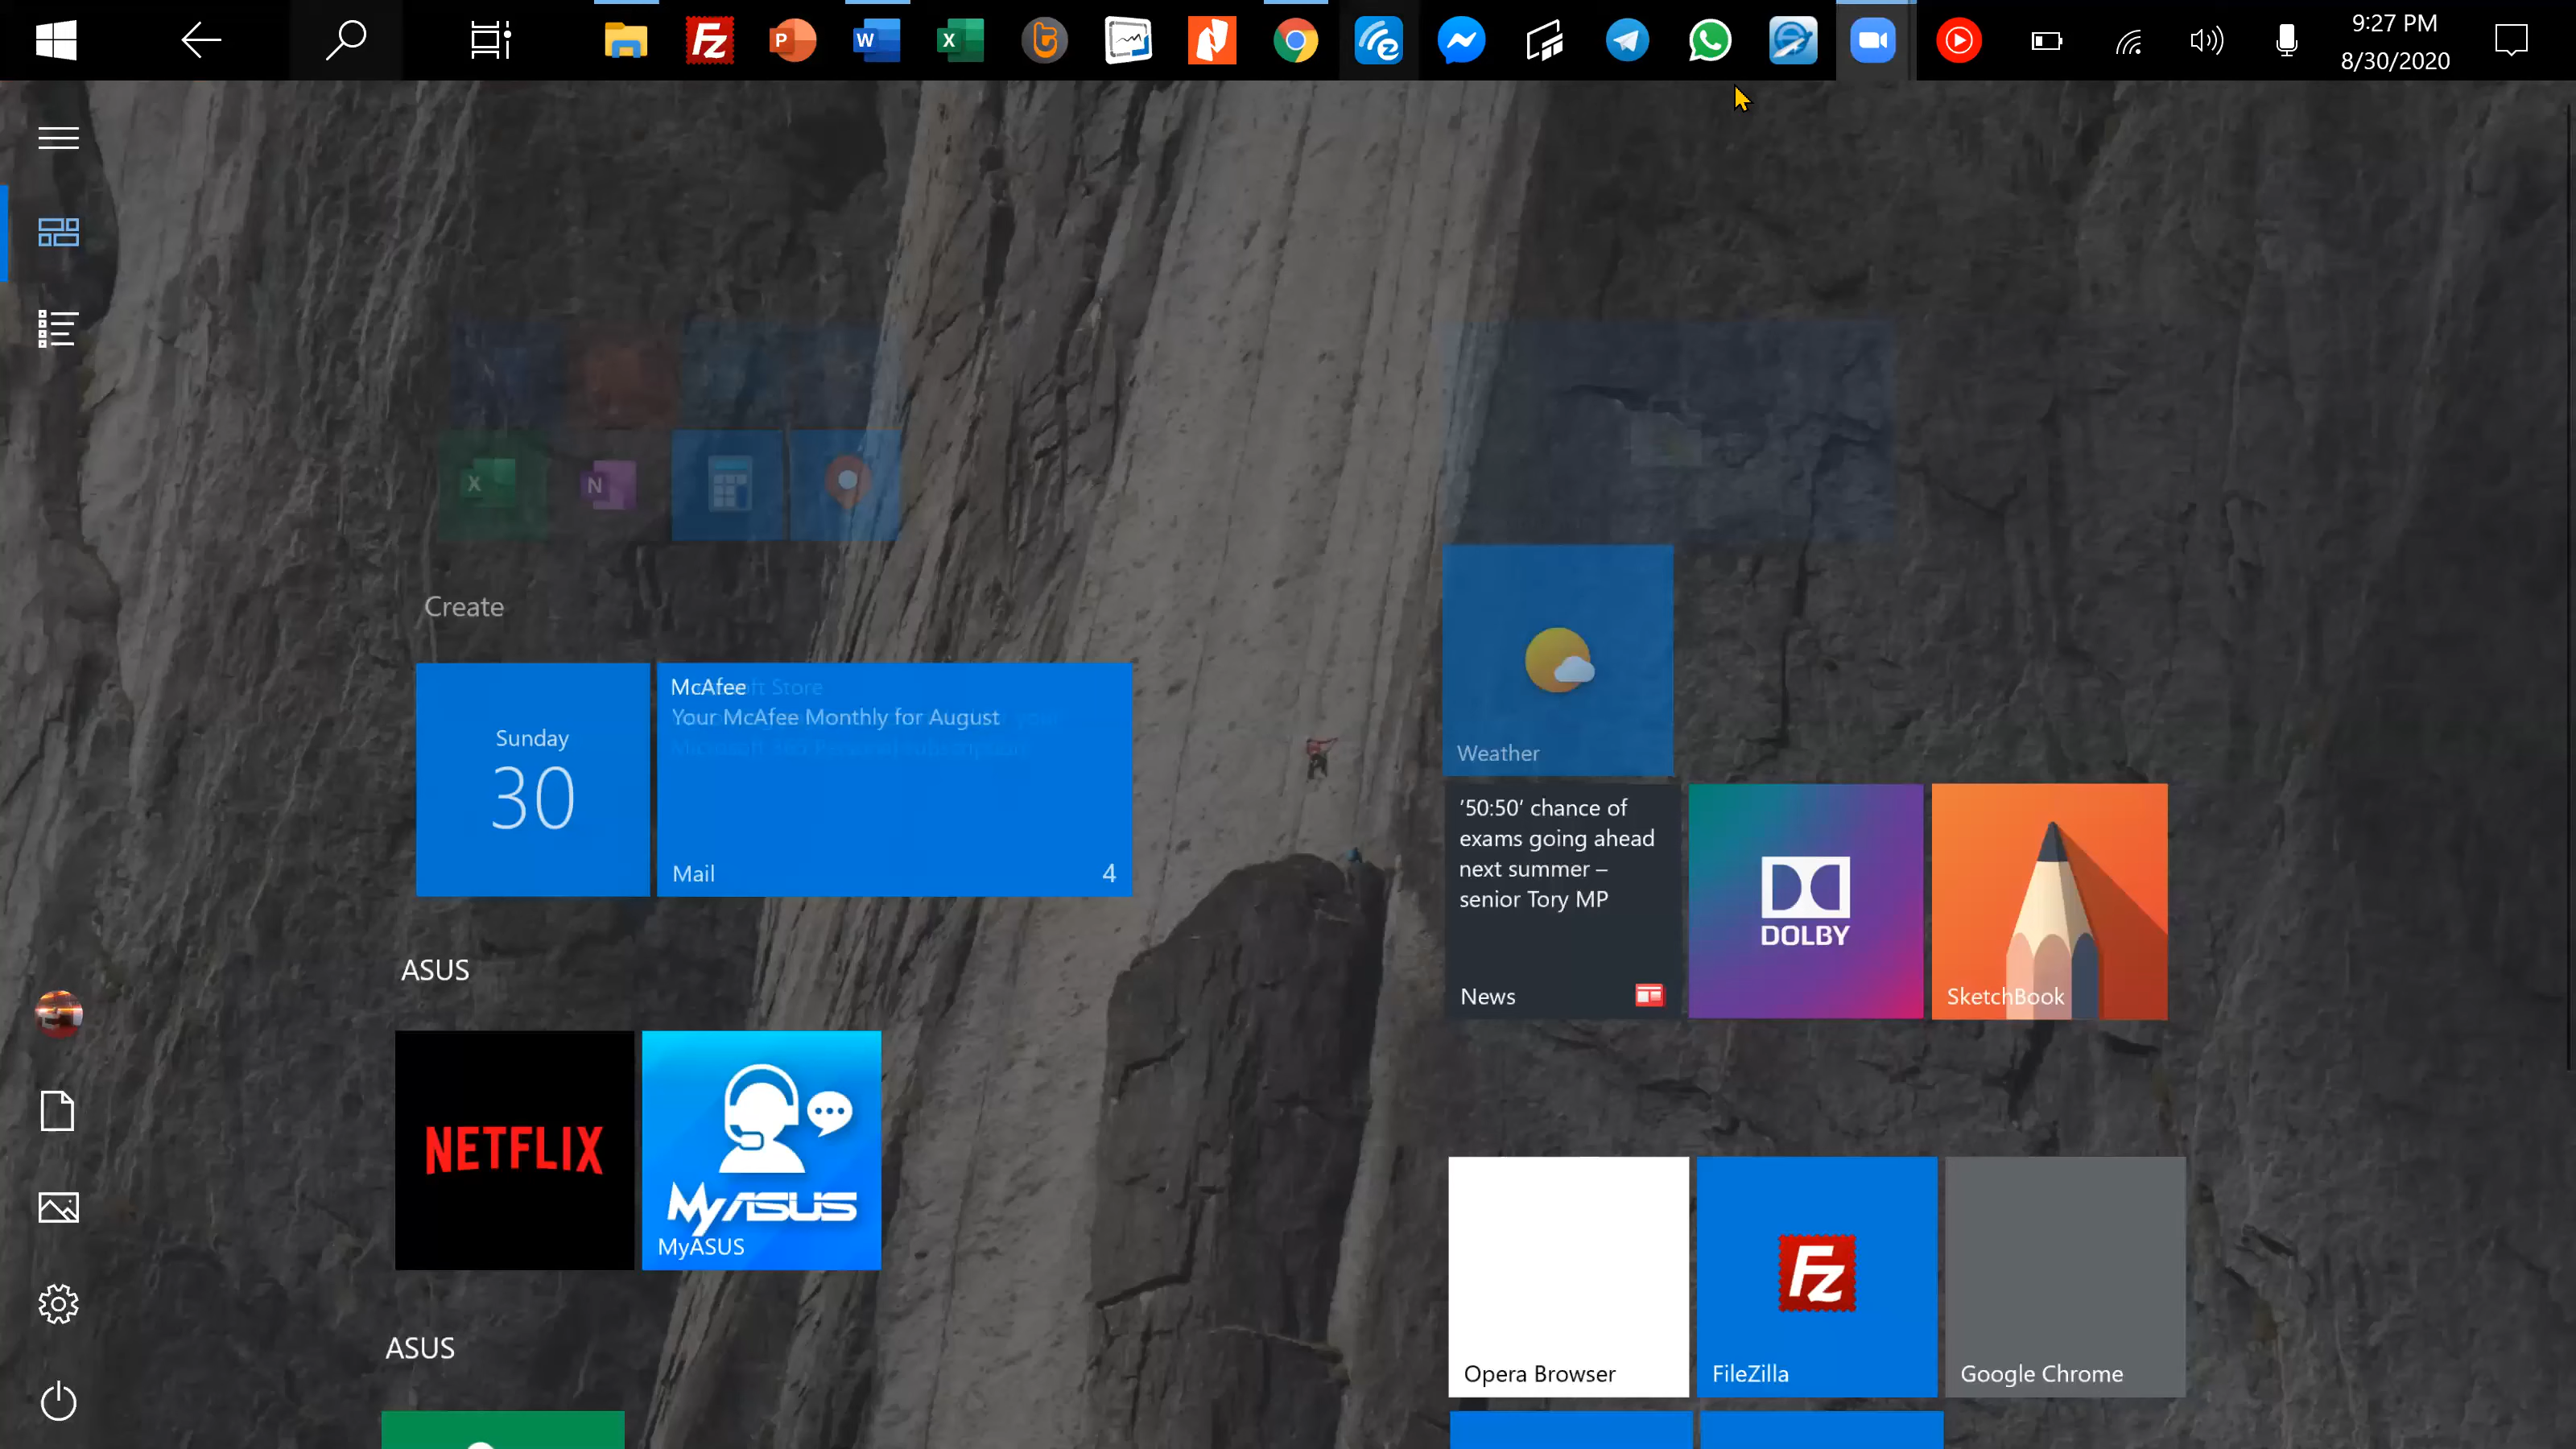 9:27 PM
8/30/2020
Create
Sunday
30
McAfee
Your McAfee Monthly for August
Mail
4
Weather
'50:50' chance of
exams going ahead
next summer –
senior Tory MP
News
DOLBY
SketchBook
ASUS
NETFLIX
MyASUS
MyASUS
ASUS
Opera Browser
FileZilla
Google Chrome